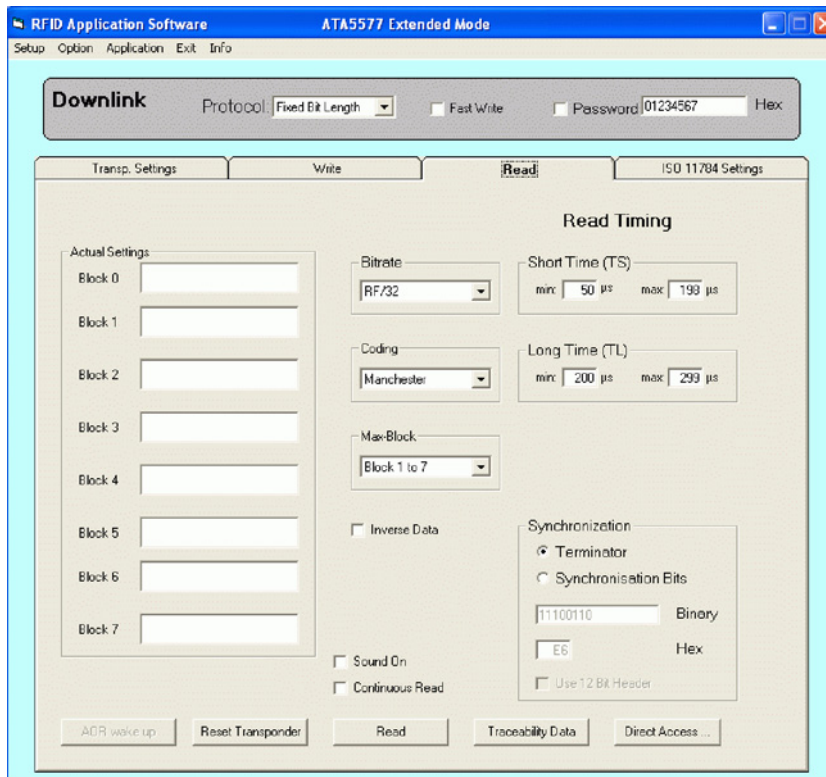 RFID Application Software ATA5577 Extended Mode
Setup Option Application Exit Info
Downlink Protocol: Fixed Bit Length Fast Write Password 01234567 Hex
Transp. Settings Write Read ISO 11784 Settings
Read Timing
Actual Settings
Block 0
Block 1
Block 2
Block 3
Block 4
Block 5
Block 6
Block 7
Bitrate
RF/32
Coding
Manchester
Max-Block
Block 1 to 7
Inverse Data
Sound On
Continuous Read
Short Time (TS)
min: 50 µs max 198 µs
Long Time (TL)
min: 200 µs max 299 µs
Synchronization
Terminator
Synchronisation Bits
11100110 Binary
E6 Hex
Use 12 Bit Header
AOR wake up Reset Transponder Read Traceability Data Direct Access ...